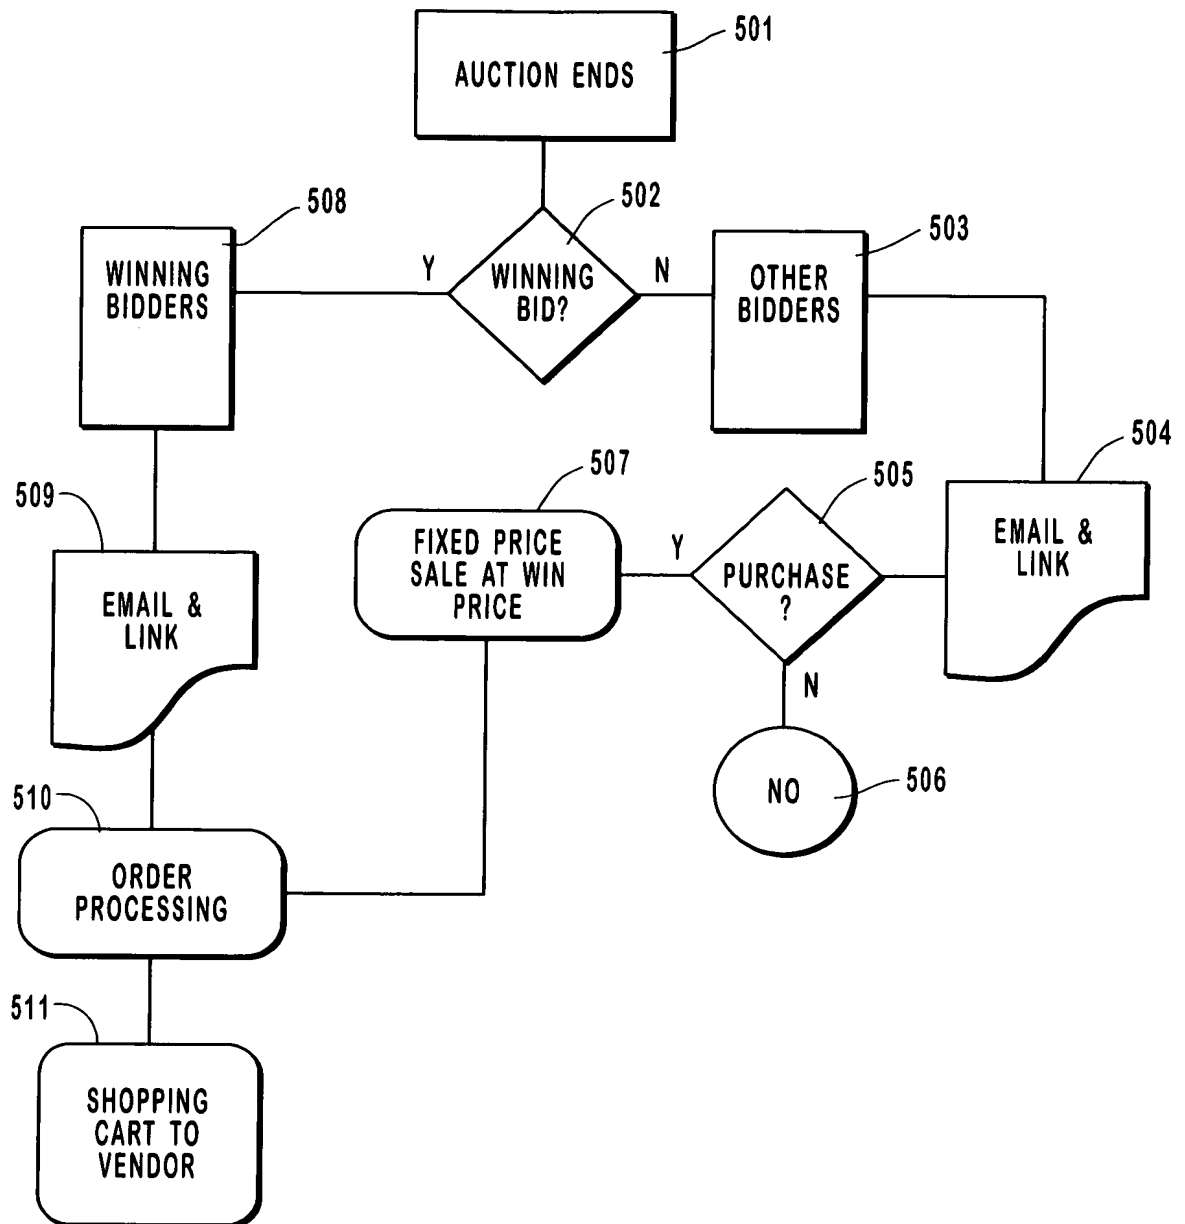 501
AUCTION ENDS
508
502
503
WINNING
BIDDERS
Y
WINNING
BID?
N
OTHER
BIDDERS
504
509
507
505
EMAIL &
LINK
FIXED PRICE
SALE AT WIN
PRICE
Y
PURCHASE
?
EMAIL &
LINK
N
510
NO
506
ORDER
PROCESSING
511
SHOPPING
CART TO
VENDOR